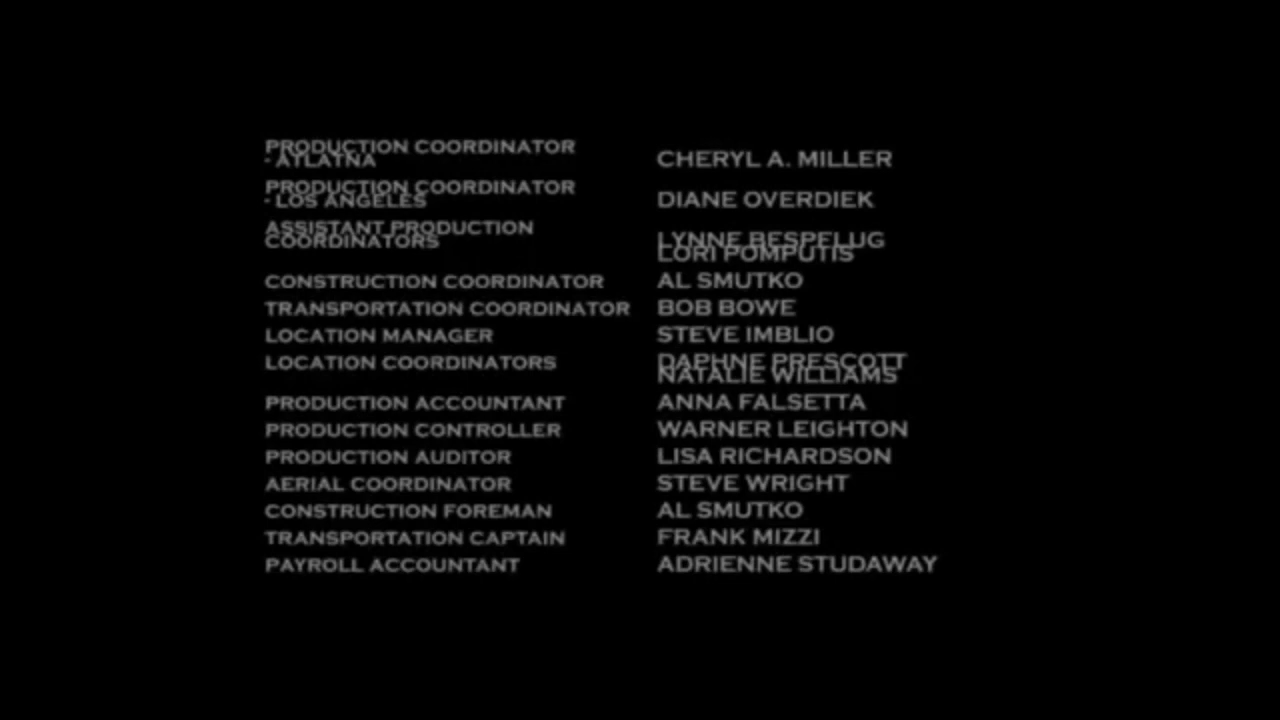 PRODUCTION COORDINATOR
- ATLATNA CHERYL A. MILLER
PRODUCTION COORDINATOR
- LOS ANGELES DIANE OVERDIEK
ASSISTANT PRODUCTION
COORDINATORS LYNNE BESPFLUG
LORI POMPUTIS
CONSTRUCTION COORDINATOR AL SMUTKO
TRANSPORTATION COORDINATOR BOB BOWE
LOCATION MANAGER STEVE IMBLIO
LOCATION COORDINATORS DAPHNE PRESCOTT
NATALIE WILLIAMS
PRODUCTION ACCOUNTANT ANNA FALSETTA
PRODUCTION CONTROLLER WARNER LEIGHTON
PRODUCTION AUDITOR LISA RICHARDSON
AERIAL COORDINATOR STEVE WRIGHT
CONSTRUCTION FOREMAN AL SMUTKO
TRANSPORTATION CAPTAIN FRANK MIZZI
PAYROLL ACCOUNTANT ADRIENNE STUDAWAY